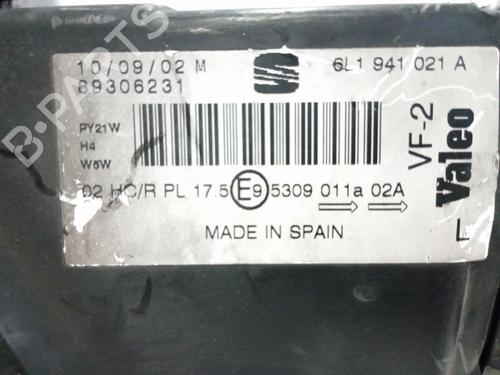 10/09/02 M
89306231
6L1 941 021 A
PY21W
H4
W5W
02 HC/R PL 17.5 E9 5309 011a 02A
MADE IN SPAIN
VF-2
Valeo
L
B-PARTS